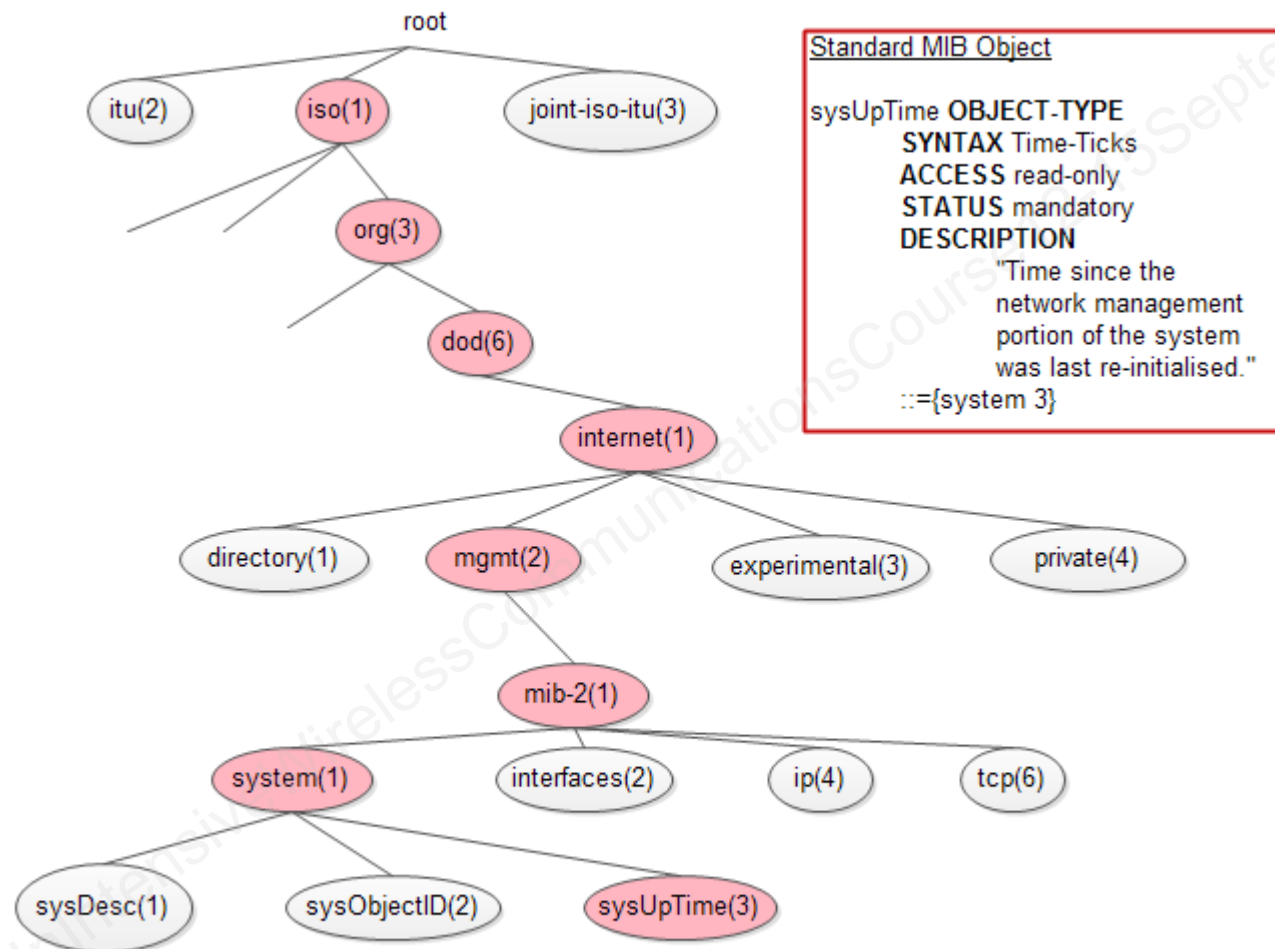 root
itu(2)
iso(1)
joint-iso-itu(3)
org(3)
dod(6)
internet(1)
directory(1)
mgmt(2)
experimental(3)
private(4)
mib-2(1)
system(1)
interfaces(2)
ip(4)
tcp(6)
sysDesc(1)
sysObjectID(2)
sysUpTime(3)
Standard MIB Object
sysUpTime OBJECT-TYPE
SYNTAX Time-Ticks
ACCESS read-only
STATUS mandatory
DESCRIPTION
"Time since the
network management
portion of the system
was last re-initialised."
::={system 3}